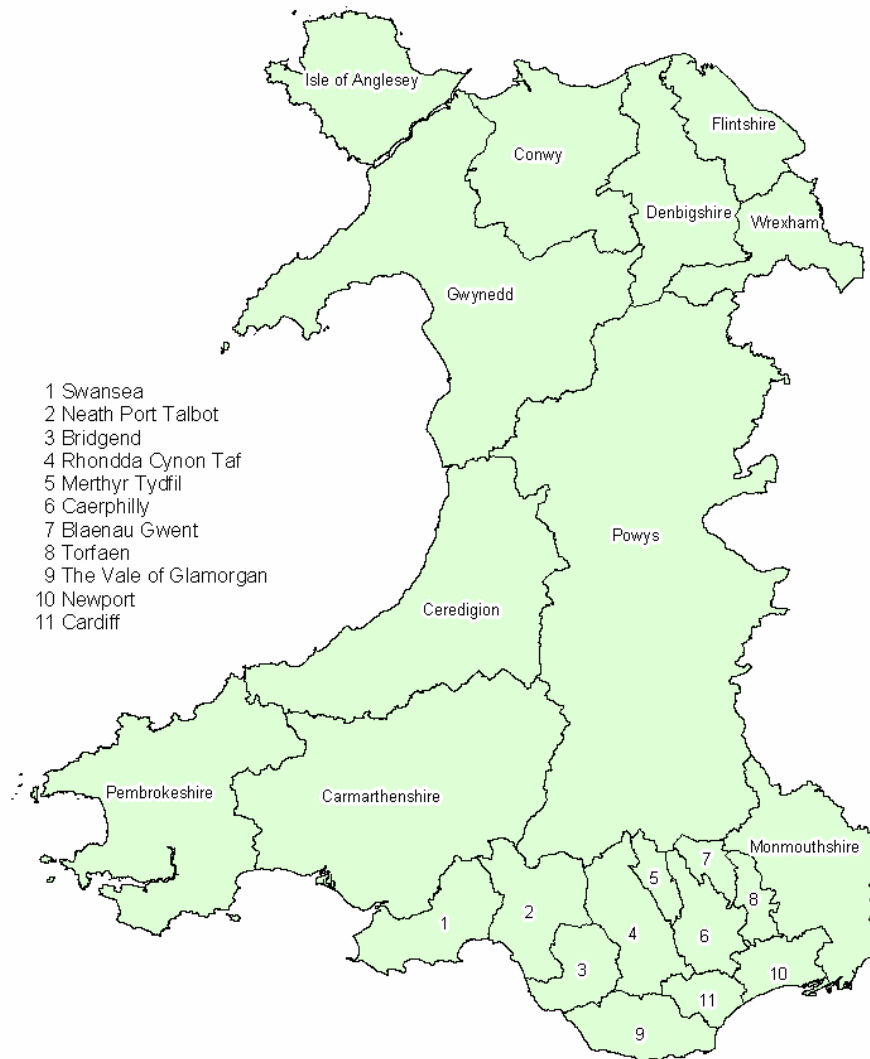 Isle of Anglesey
Flintshire
Conwy
Denbigshire
Wrexham
Gwynedd
1 Swansea
2 Neath Port Talbot
3 Bridgend
4 Rhondda Cynon Taf
5 Merthyr Tydfil
6 Caerphilly
7 Blaenau Gwent
8 Torfaen
9 The Vale of Glamorgan
10 Newport
11 Cardiff
Powys
Ceredigion
Pembrokeshire
Carmarthenshire
Monmouthshire
7
5
8
1
2
4
6
3
10
11
9